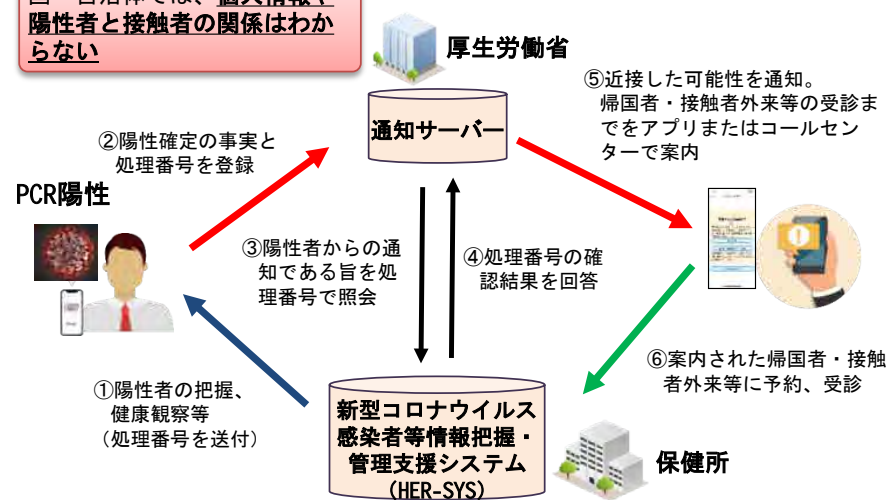 陽性者と接触者の関係はわか
らない
厚生労働省
通知サーバー
⑤近接した可能性を通知。
帰国者・接触者外来等の受診ま
でをアプリまたはコールセン
ターで案内
②陽性確定の事実と
処理番号を登録
PCR陽性
③陽性者からの通
知である旨を処
理番号で照会
④処理番号の確
認結果を回答
①陽性者の把握、
健康観察等
（処理番号を送付）
⑥案内された帰国者・接触
者外来等に予約、受診
新型コロナウイルス
感染者等情報把握・
管理支援システム
(HER-SYS)
保健所